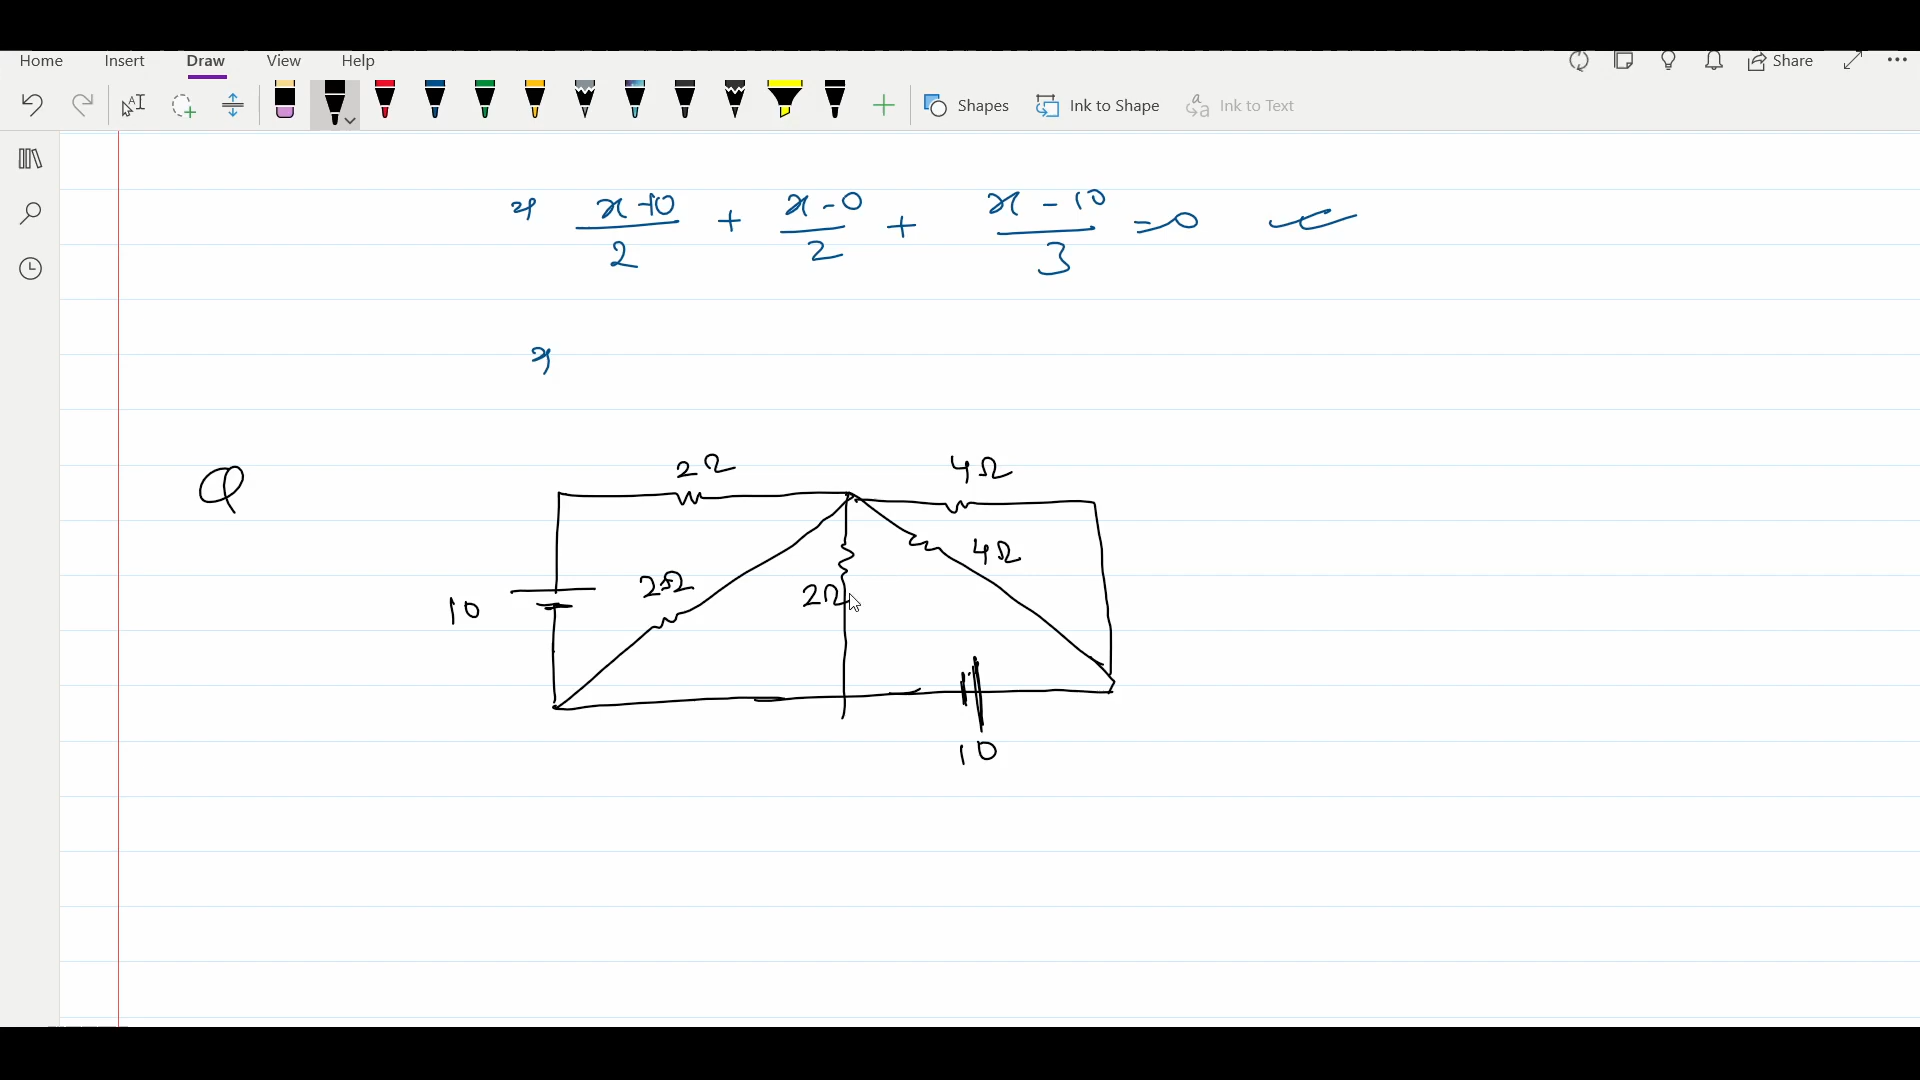 Home Insert Draw View Help Share
Shapes Ink to Shape Ink to Text
x-10/2 + x-0/2 + x-10/3 =0
Q
2Ω 4Ω
4Ω
2Ω 2Ω
10
10